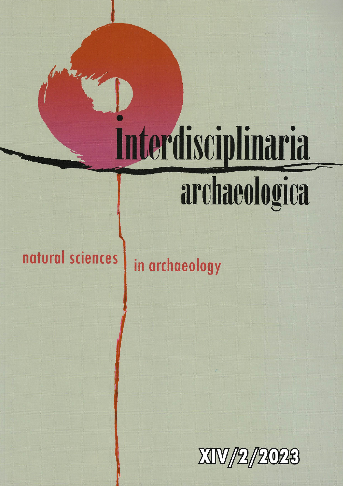 interdisciplinaria
archaeologica
natural sciences
in archaeology
XIV/2/2023